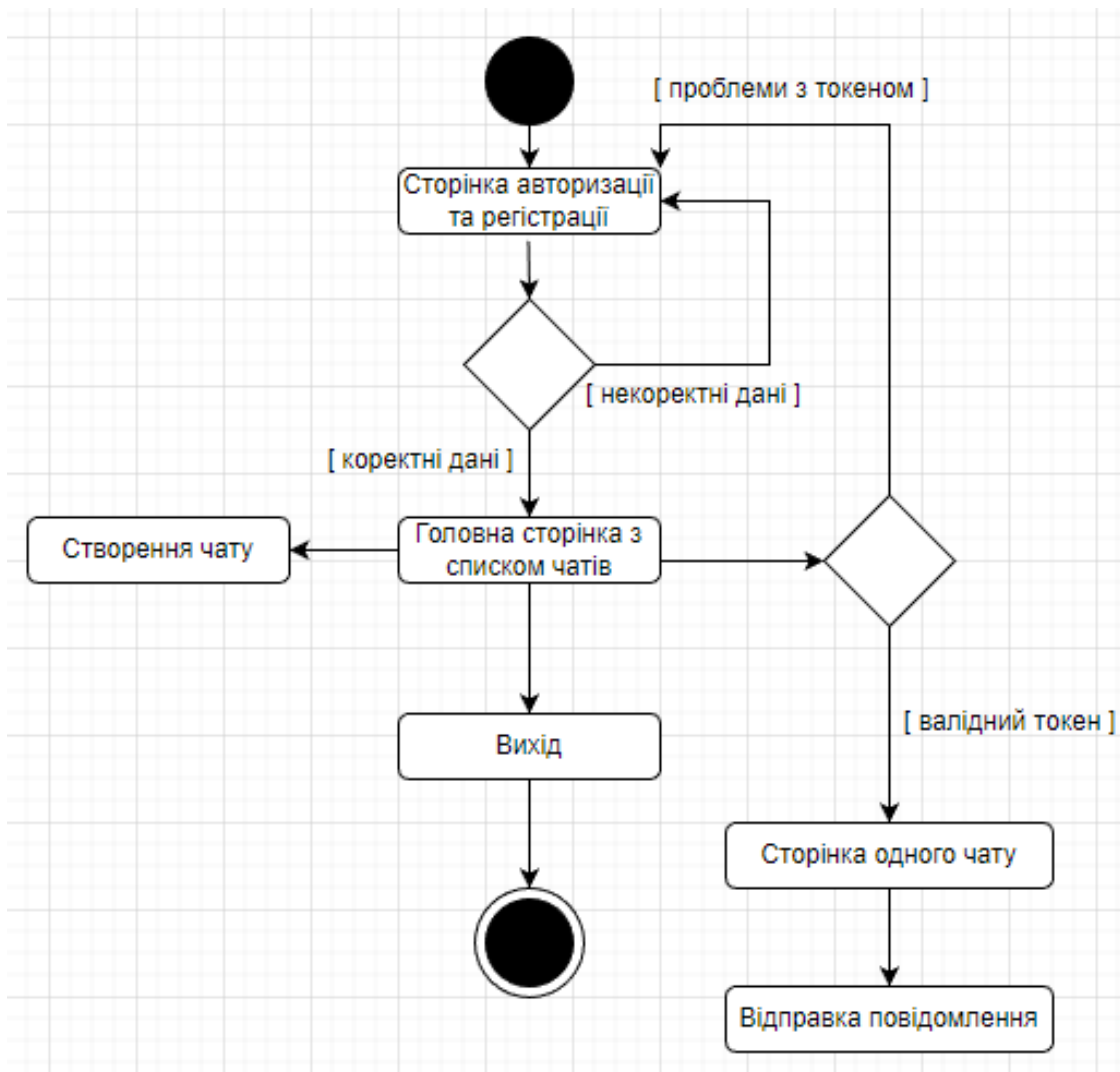 [ проблеми з токеном ]
Сторінка авторизації
та регістрації
[ некоректні дані ]
[ коректні дані ]
Створення чату
Головна сторінка з
списком чатів
[ валідний токен ]
Вихід
Сторінка одного чату
Відправка повідомлення